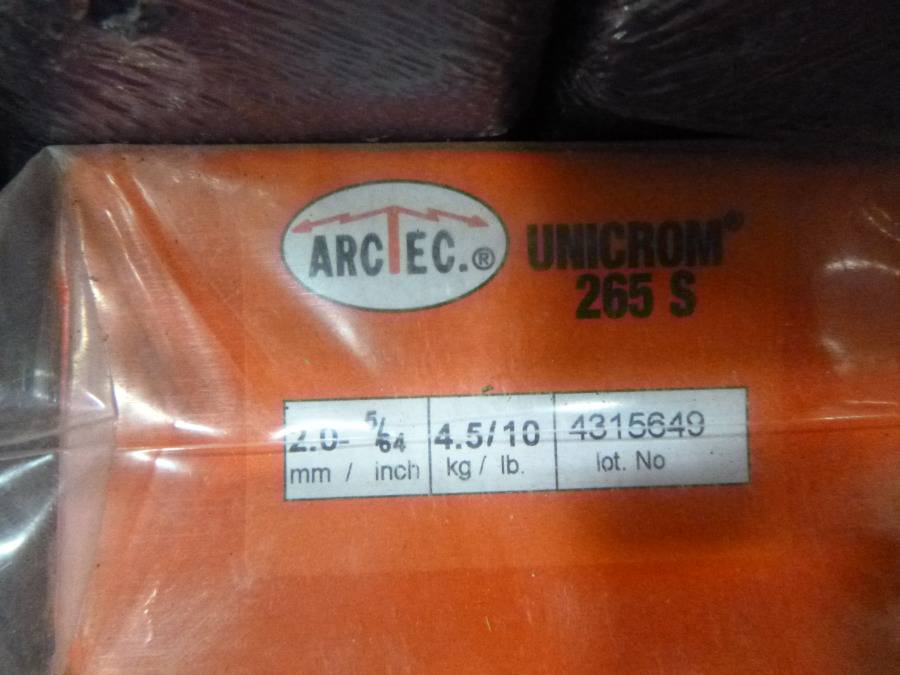 ARCTEC.®
UNICROM®
265 S
2.0- 5/64 4.5/10 4315649
mm / inch kg / lb. lot. No